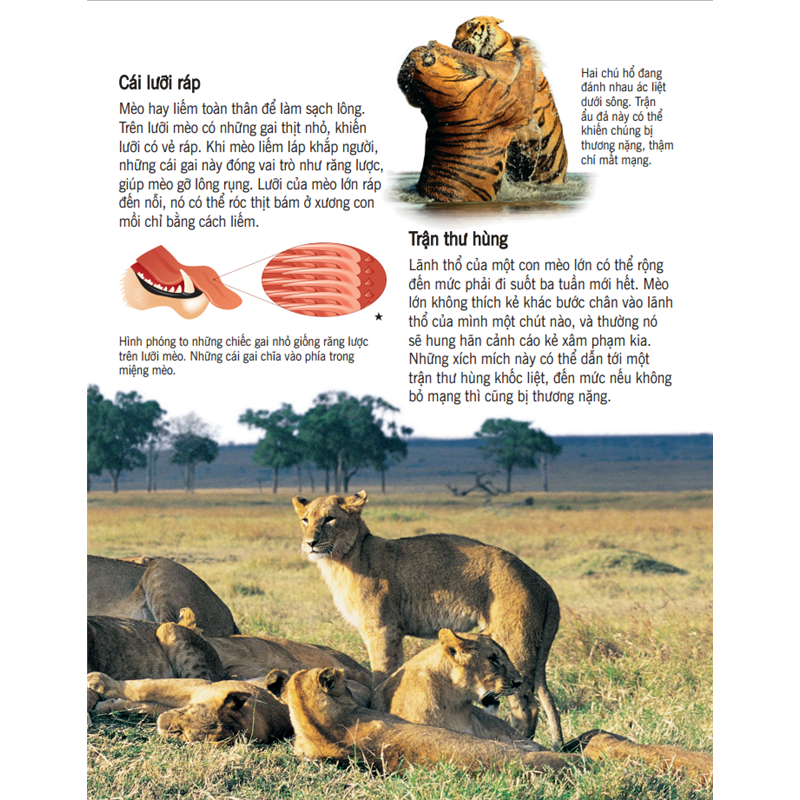 Cái lưỡi ráp
Mèo hay liếm toàn thân để làm sạch lông.
Trên lưỡi mèo có những gai thịt nhỏ, khiến
lưỡi có vẻ ráp. Khi mèo liếm láp khắp người,
những cái gai này đóng vai trò như răng lược,
giúp mèo gỡ lông rụng. Lưỡi của mèo lớn ráp
đến nỗi, nó có thể róc thịt bám ở xương con
mồi chỉ bằng cách liếm.
Hình phóng to những chiếc gai nhỏ giống răng lược
trên lưỡi mèo. Những cái gai chĩa vào phía trong
miệng mèo.
Hai chú hổ đang
đánh nhau ác liệt
dưới sông. Trận
ẩu đả này có thể
khiến chúng bị
thương nặng, thậm
chí mất mạng.
Trận thư hùng
Lãnh thổ của một con mèo lớn có thể rộng
đến mức phải đi suốt ba tuần mới hết. Mèo
lớn không thích kẻ khác bước chân vào lãnh
thổ của mình một chút nào, và thường nó
sẽ hung hăn cảnh cáo kẻ xâm phạm kia.
Những xích mích này có thể dẫn tới một
trận thư hùng khốc liệt, đến mức nếu không
bỏ mạng thì cũng bị thương nặng.